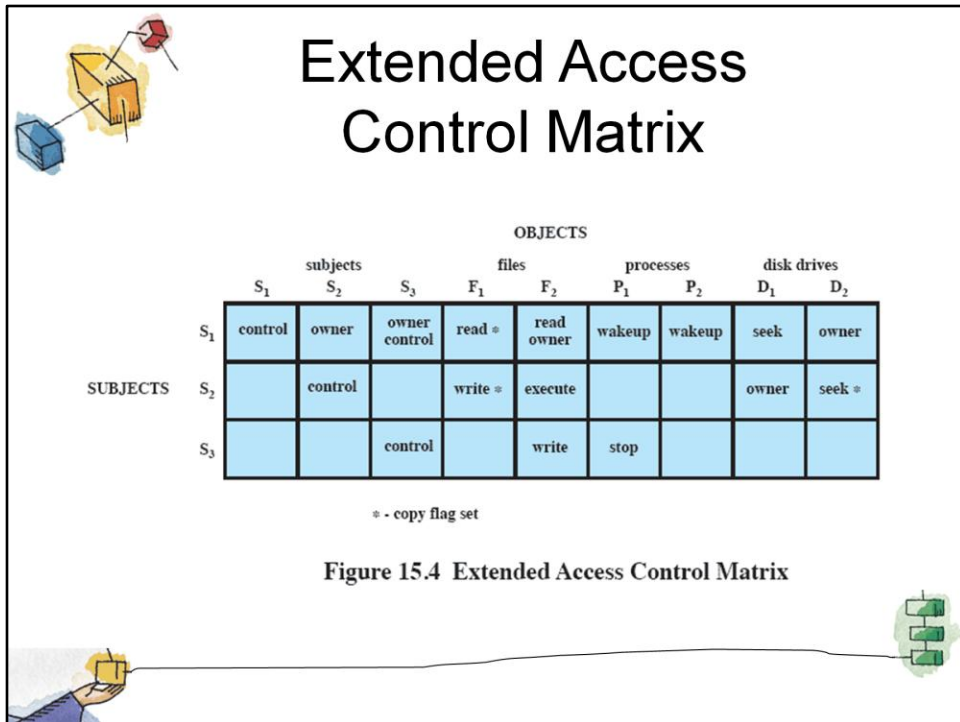 Extended Access
Control Matrix
OBJECTS
subjects files processes disk drives
S₁ S₂ S₃ F₁ F₂ P₁ P₂ D₁ D₂
S₁ control owner owner control read * read owner wakeup wakeup seek owner
SUBJECTS S₂ control write * execute owner seek *
S₃ control write stop
* - copy flag set
Figure 15.4 Extended Access Control Matrix